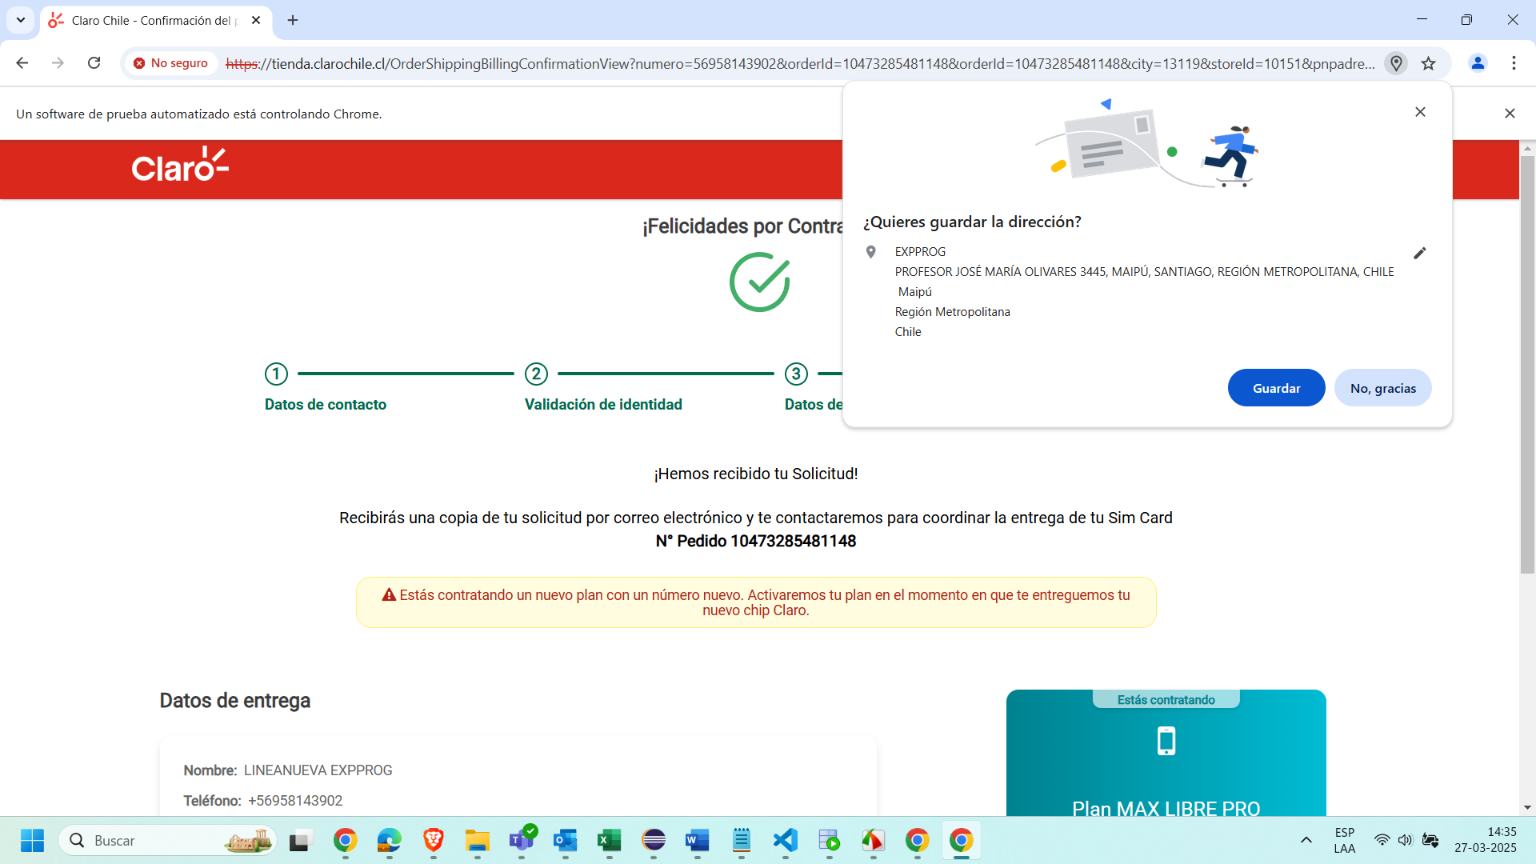 Claro Chile - Confirmación del p
No seguro
https://tienda.clarochile.cl/OrderShippingBillingConfirmationView?numero=56958143902&orderId=10473285481148&orderId=10473285481148&city=13119&storeId=10151&pnpadre...
Un software de prueba automatizado está controlando Chrome.
Claro
¡Felicidades por Contra
¿Quieres guardar la dirección?
EXPPROG
PROFESOR JOSÉ MARÍA OLIVARES 3445, MAIPÚ, SANTIAGO, REGIÓN METROPOLITANA, CHILE
Maipú
Región Metropolitana
Chile
Guardar No, gracias
1 2 3
Datos de contacto Validación de identidad Datos de
¡Hemos recibido tu Solicitud!
Recibirás una copia de tu solicitud por correo electrónico y te contactaremos para coordinar la entrega de tu Sim Card
N° Pedido 10473285481148
Estás contratando un nuevo plan con un número nuevo. Activaremos tu plan en el momento en que te entreguemos tu
nuevo chip Claro.
Datos de entrega
Nombre: LINEANUEVA EXPPROG
Teléfono: +56958143902
Estás contratando
Plan MAX LIBRE PRO
Buscar
ESP
LAA
14:35
27-03-2025